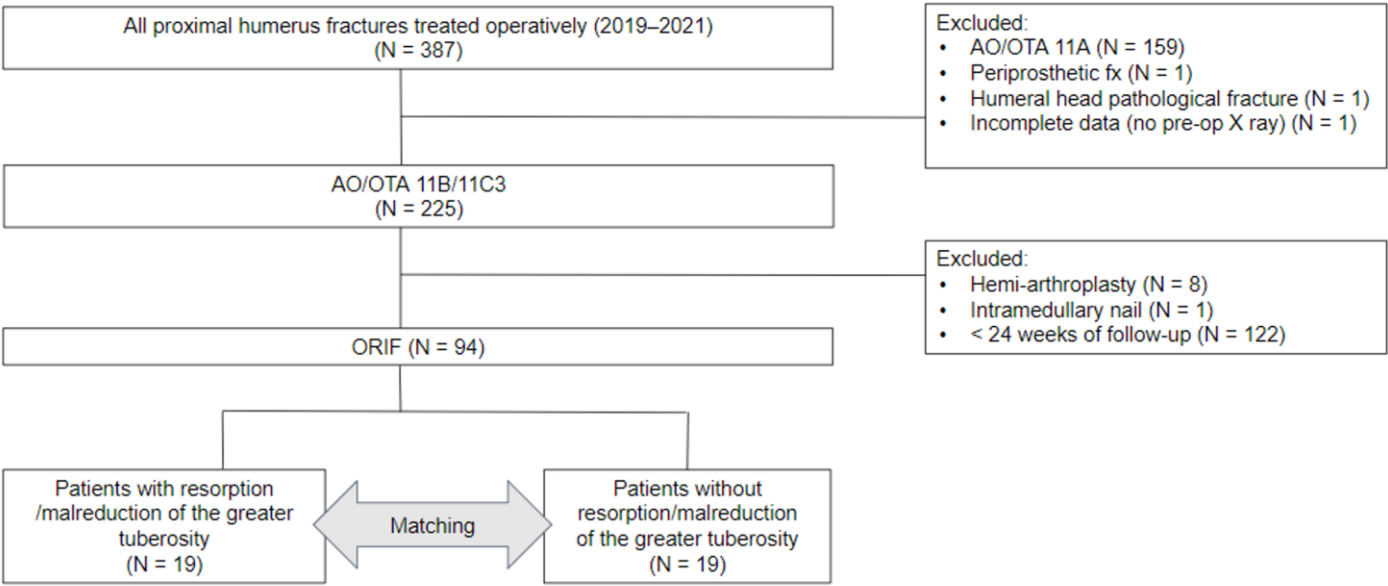 All proximal humerus fractures treated operatively (2019–2021)
(N = 387)
Excluded:
• AO/OTA 11A (N = 159)
• Periprosthetic fx (N = 1)
• Humeral head pathological fracture (N = 1)
• Incomplete data (no pre-op X ray) (N = 1)
AO/OTA 11B/11C3
(N = 225)
Excluded:
• Hemi-arthroplasty (N = 8)
• Intramedullary nail (N = 1)
• < 24 weeks of follow-up (N = 122)
ORIF (N = 94)
Patients with resorption
/malreduction of the greater
tuberosity
(N = 19)
Matching
Patients without
resorption/malreduction
of the greater tuberosity
(N = 19)